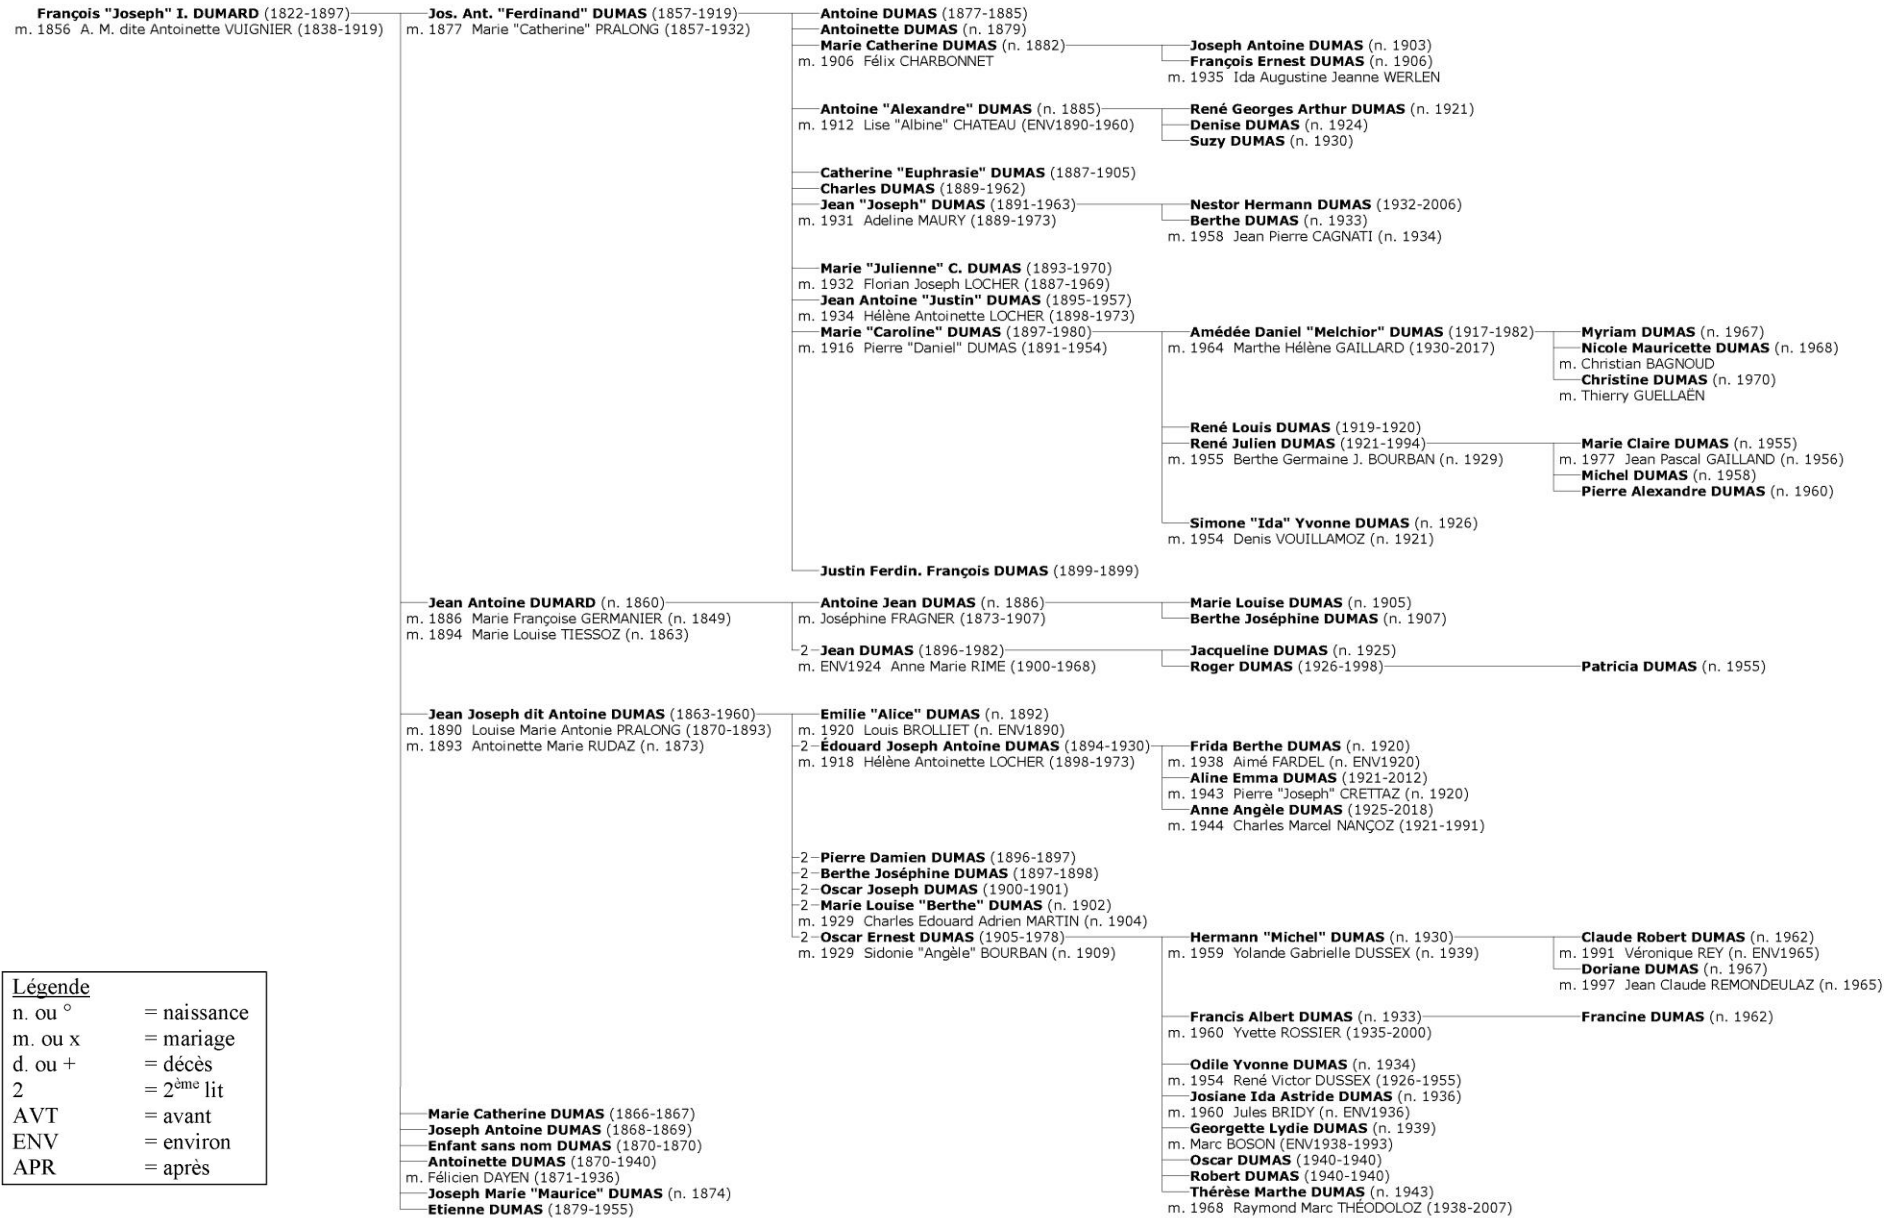 François "Joseph" I. DUMARD (1822-1897)
m. 1856 A. M. dite Antoinette VUIGNIER (1838-1919)
Jos. Ant. "Ferdinand" DUMAS (1857-1919)
m. 1877 Marie "Catherine" PRALONG (1857-1932)
Antoine DUMAS (1877-1885)
Antoinette DUMAS (n. 1879)
Marie Catherine DUMAS (n. 1882)
m. 1906 Félix CHARBONNET
Joseph Antoine DUMAS (n. 1903)
François Ernest DUMAS (n. 1906)
m. 1935 Ida Augustine Jeanne WERLEN
Antoine "Alexandre" DUMAS (n. 1885)
m. 1912 Lise "Albine" CHATEAU (ENV1890-1960)
René Georges Arthur DUMAS (n. 1921)
Denise DUMAS (n. 1924)
Suzy DUMAS (n. 1930)
Catherine "Euphrasie" DUMAS (1887-1905)
Charles DUMAS (1889-1962)
Jean "Joseph" DUMAS (1891-1963)
m. 1931 Adeline MAURY (1889-1973)
Nestor Hermann DUMAS (1932-2006)
Berthe DUMAS (n. 1933)
m. 1958 Jean Pierre CAGNATI (n. 1934)
Marie "Julienne" C. DUMAS (1893-1970)
m. 1932 Florian Joseph LOCHER (1887-1969)
Jean Antoine "Justin" DUMAS (1895-1957)
m. 1934 Hélène Antoinette LOCHER (1898-1973)
Marie "Caroline" DUMAS (1897-1980)
m. 1916 Pierre "Daniel" DUMAS (1891-1954)
Amédée Daniel "Melchior" DUMAS (1917-1982)
m. 1964 Marthe Hélène GAILLARD (1930-2017)
Myriam DUMAS (n. 1967)
Nicole Mauricette DUMAS (n. 1968)
m. Christian BAGNOUD
Christine DUMAS (n. 1970)
m. Thierry GUELLAËN
René Louis DUMAS (1919-1920)
René Julien DUMAS (1921-1994)
m. 1955 Berthe Germaine J. BOURBAN (n. 1929)
Marie Claire DUMAS (n. 1955)
m. 1977 Jean Pascal GAILLAND (n. 1956)
Michel DUMAS (n. 1958)
Pierre Alexandre DUMAS (n. 1960)
Simone "Ida" Yvonne DUMAS (n. 1926)
m. 1954 Denis VOUILLAMOZ (n. 1921)
Justin Ferdin. François DUMAS (1899-1899)
Jean Antoine DUMARD (n. 1860)
m. 1886 Marie Françoise GERMANIER (n. 1849)
m. 1894 Marie Louise TIESSOZ (n. 1863)
Antoine Jean DUMAS (n. 1886)
m. Joséphine FRAGNER (1873-1907)
Marie Louise DUMAS (n. 1905)
Berthe Joséphine DUMAS (n. 1907)
2 Jean DUMAS (1896-1982)
m. ENV1924 Anne Marie RIME (1900-1968)
Jacqueline DUMAS (n. 1925)
Roger DUMAS (1926-1998)
Patricia DUMAS (n. 1955)
Jean Joseph dit Antoine DUMAS (1863-1960)
m. 1890 Louise Marie Antonie PRALONG (1870-1893)
m. 1893 Antoinette Marie RUDAZ (n. 1873)
Emilie "Alice" DUMAS (n. 1892)
m. 1920 Louis BROLLIET (n. ENV1890)
2 Édouard Joseph Antoine DUMAS (1894-1930)
m. 1918 Hélène Antoinette LOCHER (1898-1973)
Frida Berthe DUMAS (n. 1920)
m. 1938 Aimé FARDEL (n. ENV1920)
Aline Emma DUMAS (1921-2012)
m. 1943 Pierre "Joseph" CRETTAZ (n. 1920)
Anne Angèle DUMAS (1925-2018)
m. 1944 Charles Marcel NANÇOZ (1921-1991)
2 Pierre Damien DUMAS (1896-1897)
2 Berthe Joséphine DUMAS (1897-1898)
2 Oscar Joseph DUMAS (1900-1901)
2 Marie Louise "Berthe" DUMAS (n. 1902)
m. 1929 Charles Edouard Adrien MARTIN (n. 1904)
2 Oscar Ernest DUMAS (1905-1978)
m. 1929 Sidonie "Angèle" BOURBAN (n. 1909)
Hermann "Michel" DUMAS (n. 1930)
m. 1959 Yolande Gabrielle DUSSEX (n. 1939)
Claude Robert DUMAS (n. 1962)
m. 1991 Véronique REY (n. ENV1965)
Doriane DUMAS (n. 1967)
m. 1997 Jean Claude REMONDEULAZ (n. 1965)
Francis Albert DUMAS (n. 1933)
m. 1960 Yvette ROSSIER (1935-2000)
Francine DUMAS (n. 1962)
Odile Yvonne DUMAS (n. 1934)
m. 1954 René Victor DUSSEX (1926-1955)
Josiane Ida Astride DUMAS (n. 1936)
m. 1960 Jules BRIDY (n. ENV1936)
Georgette Lydie DUMAS (n. 1939)
m. Marc BOSON (ENV1938-1993)
Oscar DUMAS (1940-1940)
Robert DUMAS (1940-1940)
Thérèse Marthe DUMAS (n. 1943)
m. 1968 Raymond Marc THÉODOLOZ (1938-2007)
Marie Catherine DUMAS (1866-1867)
Joseph Antoine DUMAS (1868-1869)
Enfant sans nom DUMAS (1870-1870)
Antoinette DUMAS (1870-1940)
m. Félicien DAYEN (1871-1936)
Joseph Marie "Maurice" DUMAS (n. 1874)
Etienne DUMAS (1879-1955)
Légende
n. ou ° = naissance
m. ou x = mariage
d. ou + = décès
2 = 2ème lit
AVT = avant
ENV = environ
APR = après